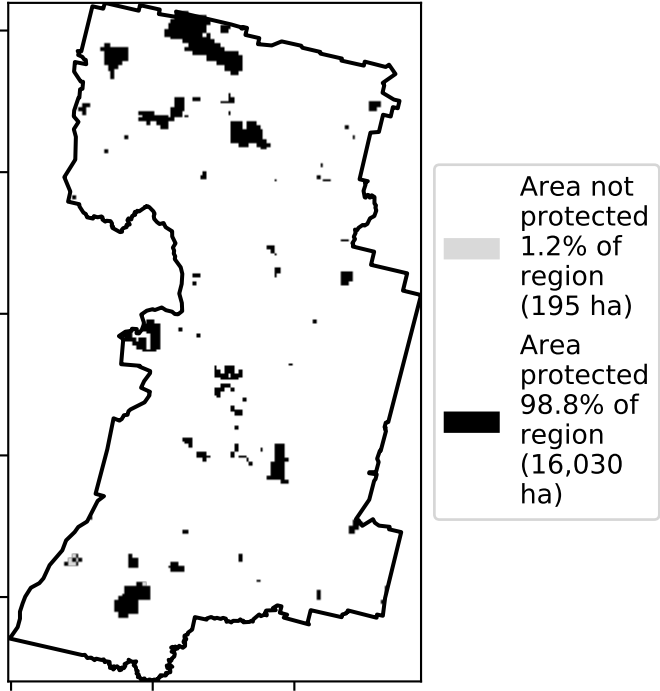 Area not
protected
1.2% of
region
(195 ha)
Area
protected
98.8% of
region
(16,030
ha)